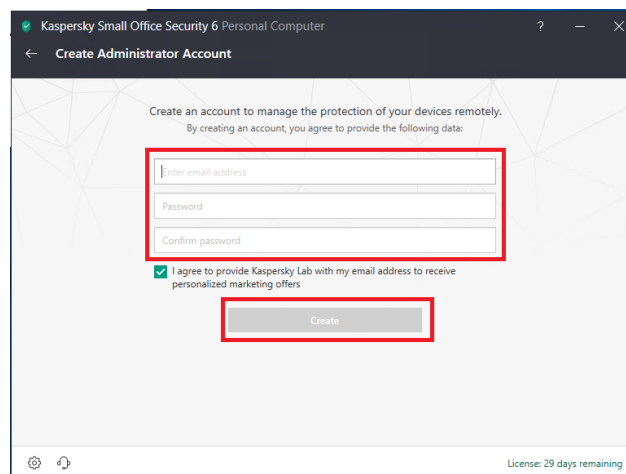 Kaspersky Small Office Security 6 Personal Computer
Create Administrator Account
Create an account to manage the protection of your devices remotely.
By creating an account, you agree to provide the following data:
Enter email address
Password
Confirm password
I agree to provide Kaspersky Lab with my email address to receive
personalized marketing offers
Create
License: 29 days remaining